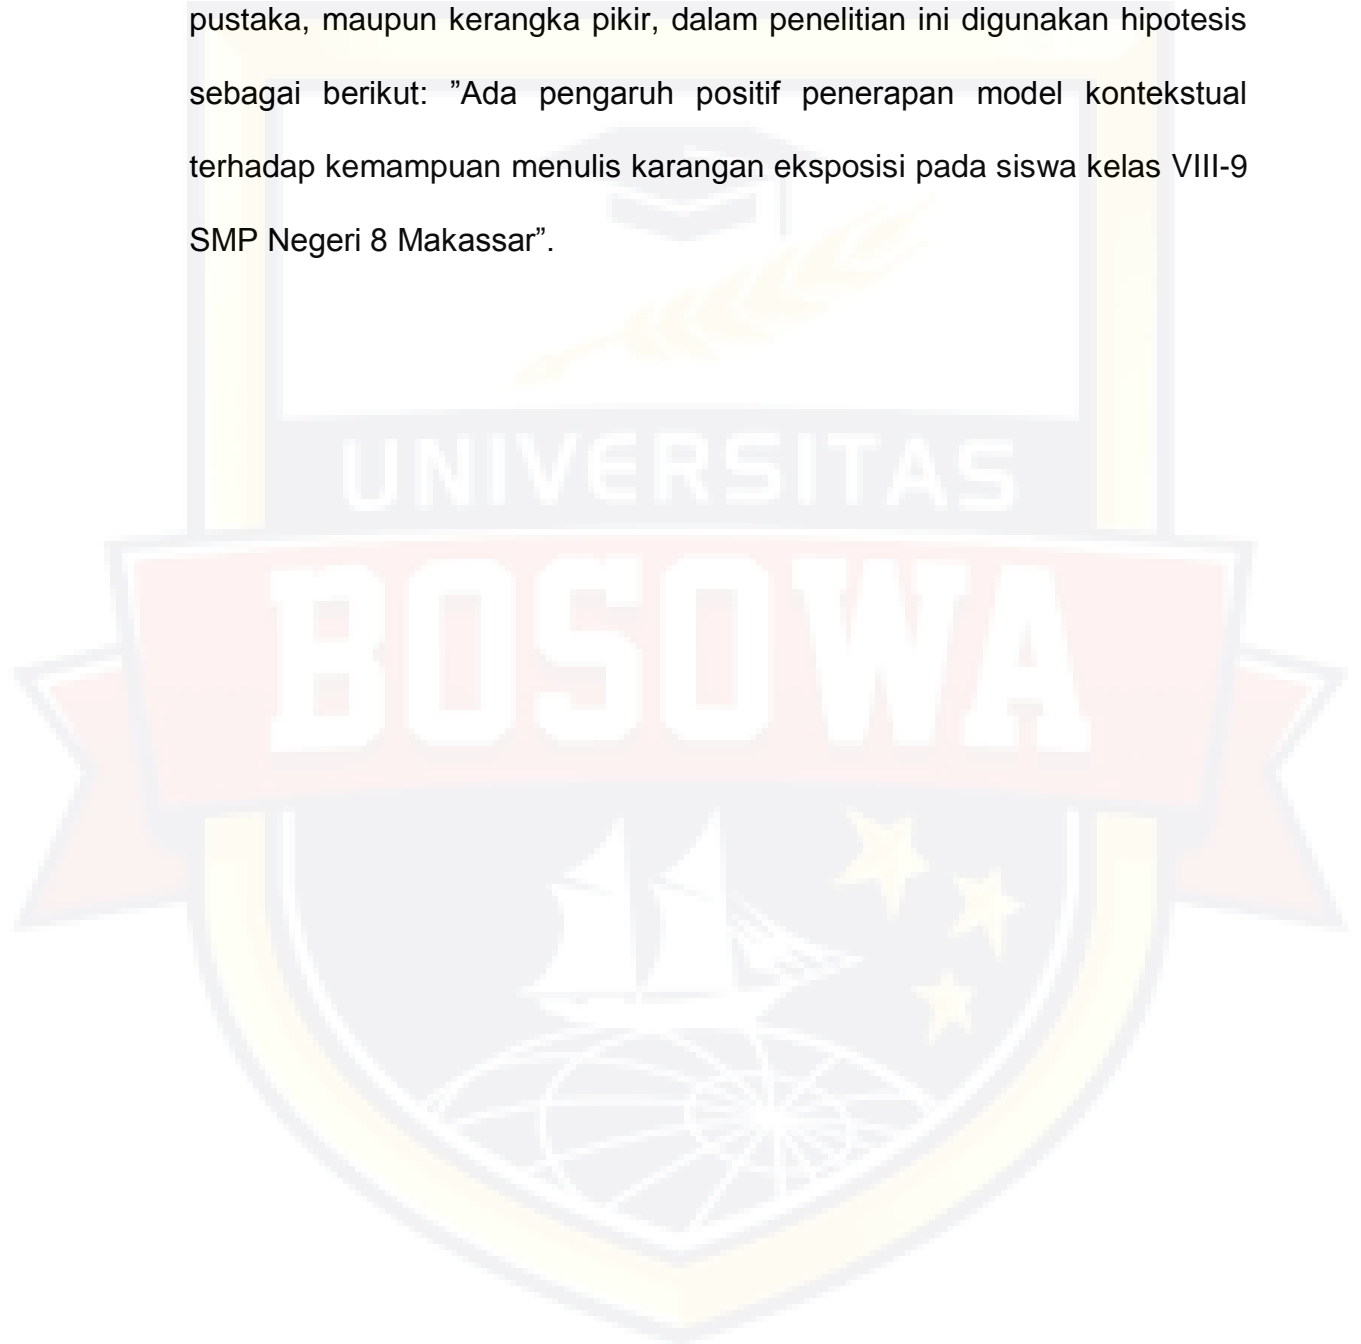 pustaka, maupun kerangka pikir, dalam penelitian ini digunakan hipotesis
sebagai berikut: ”Ada pengaruh positif penerapan model kontekstual
terhadap kemampuan menulis karangan eksposisi pada siswa kelas VIII-9
SMP Negeri 8 Makassar”.
UNIVERSITAS
BOSOWA